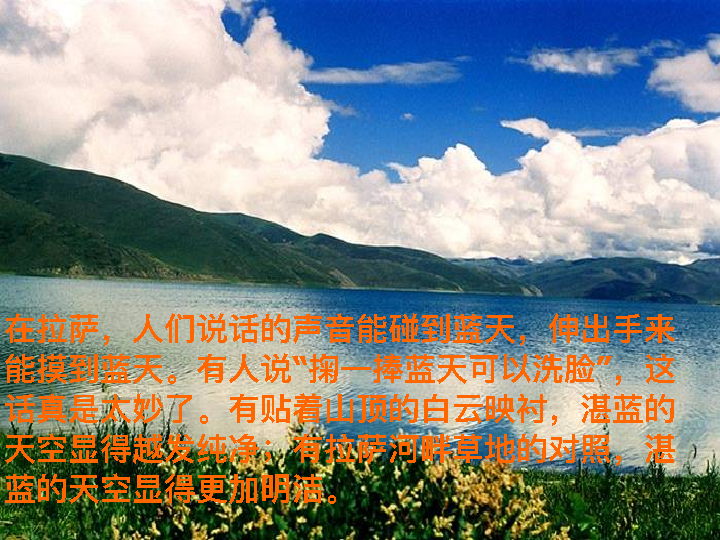 在拉萨，人们说话的声音能碰到蓝天，伸出手来
能摸到蓝天。有人说“掬一捧蓝天可以洗脸”，这
话真是太妙了。有贴着山顶的白云映衬，湛蓝的
天空显得越发纯净；有拉萨河畔草地的对照，湛
蓝的天空显得更加明洁。